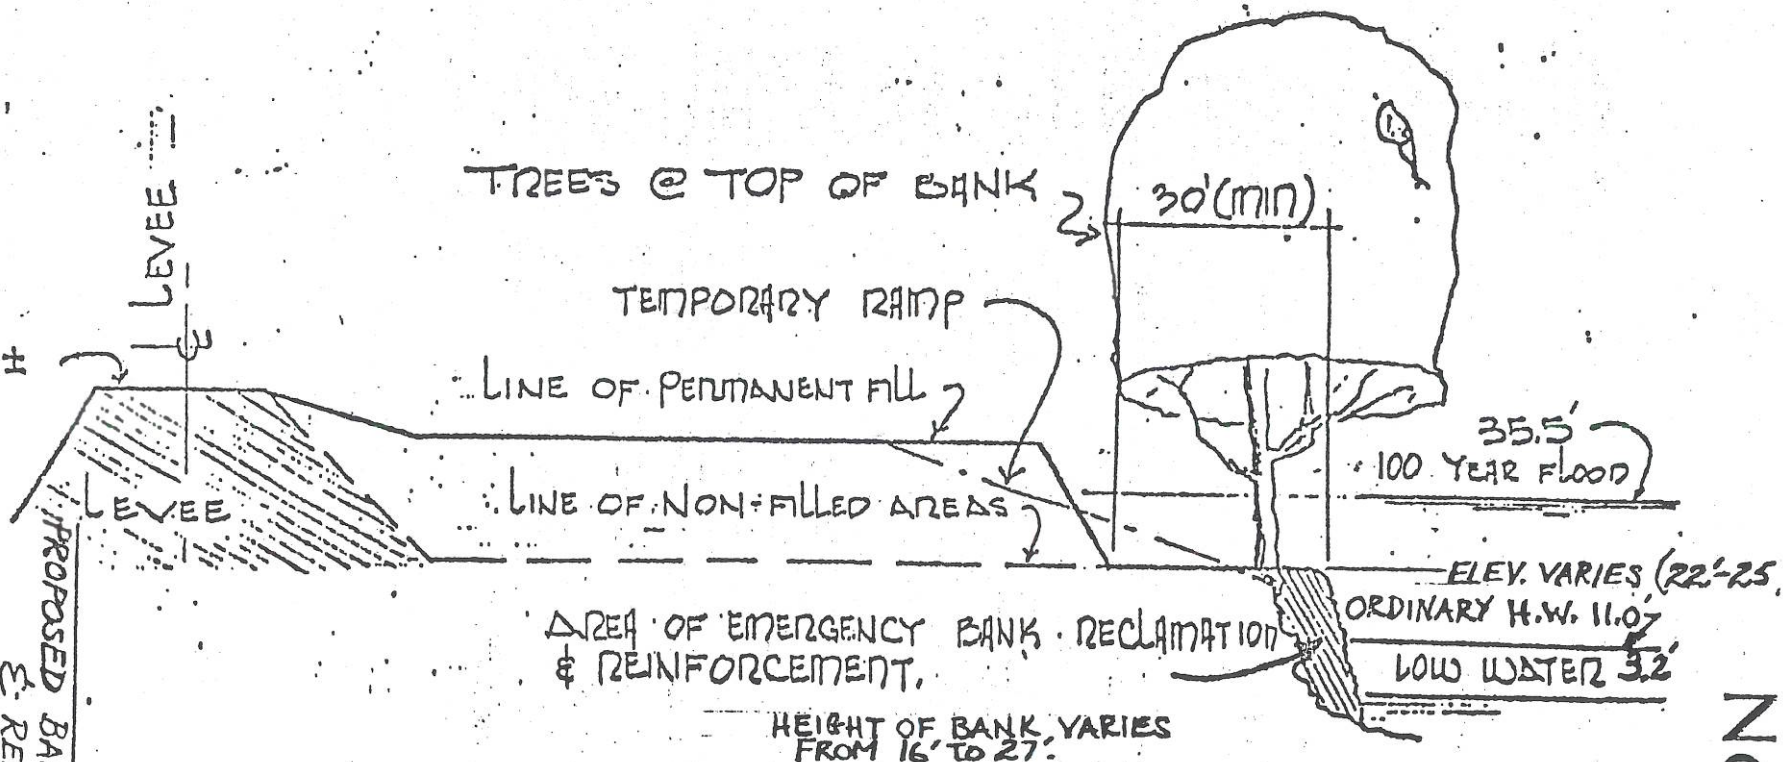 TREES @ TOP OF BANK
30'(MIN)
℄ LEVEE
TEMPORARY RAMP
LINE OF PERMANENT FILL
35.5'
100 YEAR FLOOD
LINE OF NON-FILLED AREAS
LEVEE
ELEV. VARIES (22'-25
ORDINARY H.W. 11.0'
LOW WATER 3.2'
AREA OF EMERGENCY BANK RECLAMATION
& REINFORCEMENT.
HEIGHT OF BANK VARIES
FROM 16' TO 27'.
PROPOSED BA
& RE
H
N